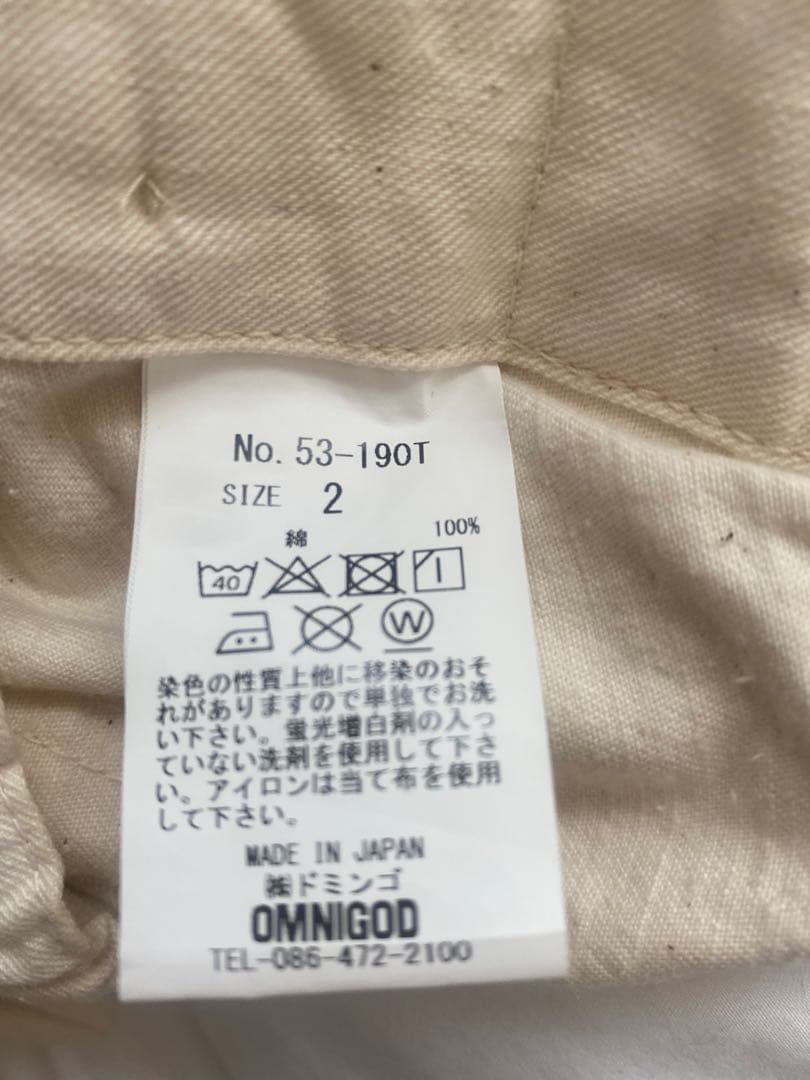 No. 53-190T
SIZE 2
綿 100%
40
W
染色の性質上他に移染のおそ
れがありますので単独でお洗
い下さい。蛍光増白剤の入っ
ていない洗剤を使用して下さ
い。アイロンは当て布を使用
して下さい。
MADE IN JAPAN
㈱ドミンゴ
OMNIGOD
TEL-086-472-2100